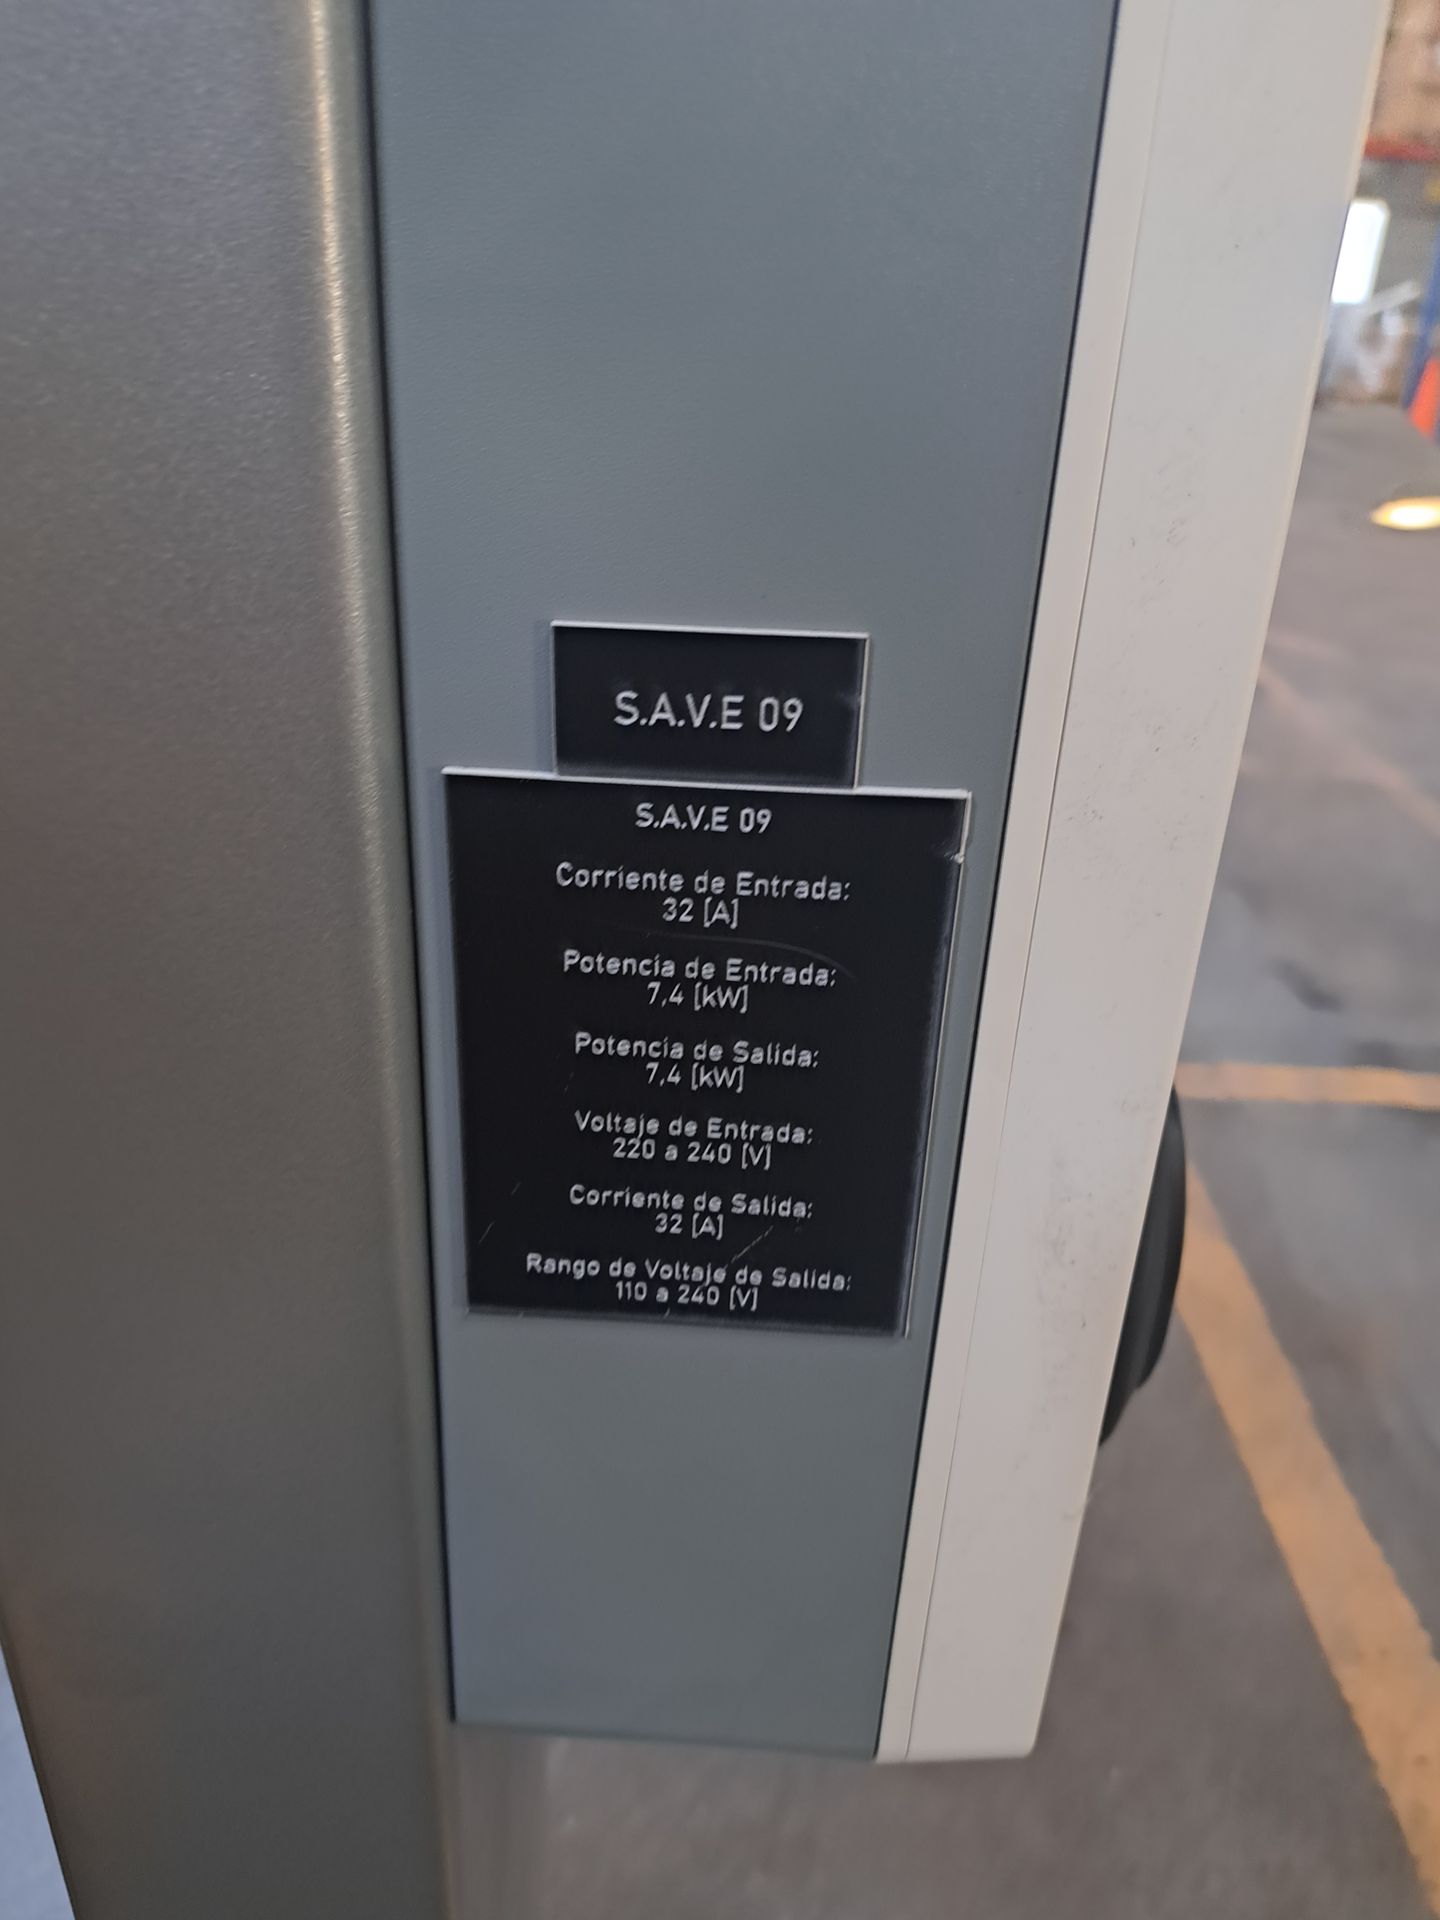 S.A.V.E 09
S.A.V.E 09
Corriente de Entrada:
32 [A]
Potencia de Entrada:
7,4 [kW]
Potencia de Salida:
7,4 [kW]
Voltaje de Entrada:
220 a 240 [V]
Corriente de Salida:
32 [A]
Rango de Voltaje de Salida:
110 a 240 [V]